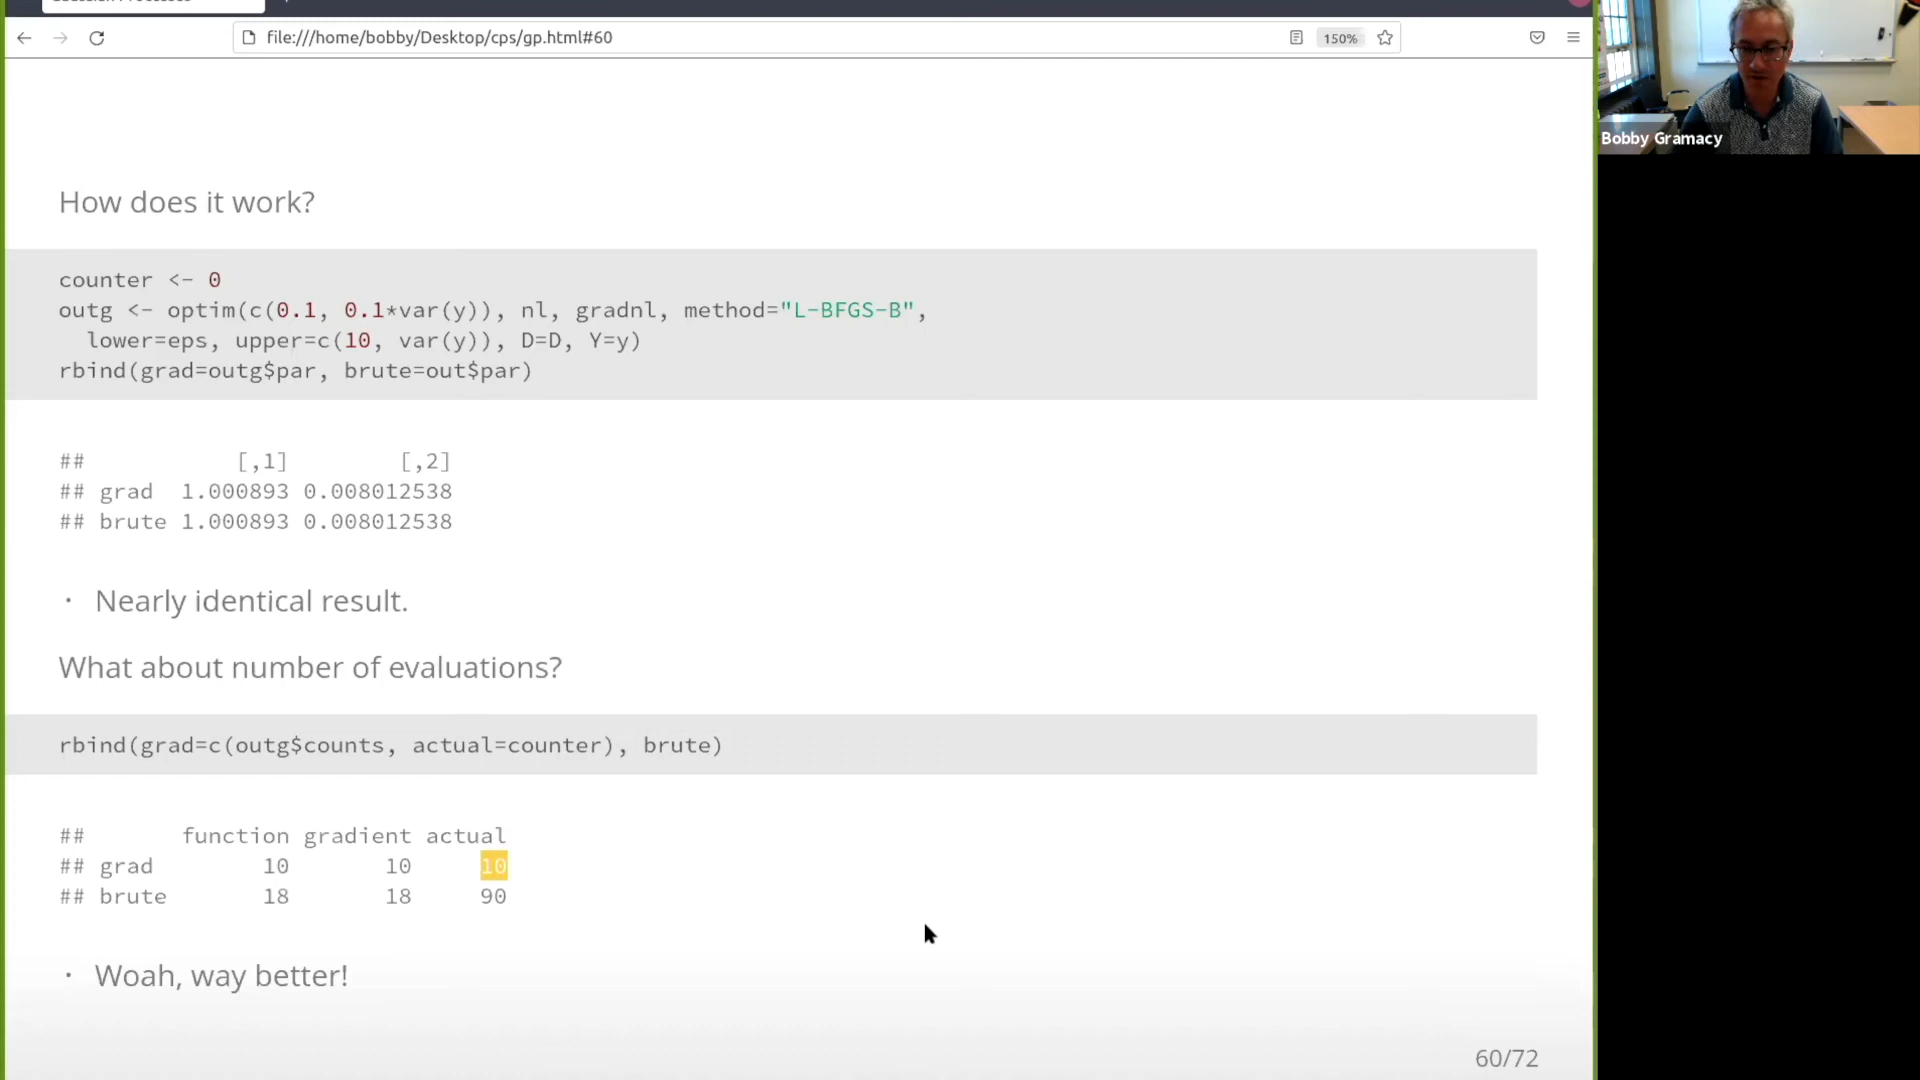 file:///home/bobby/Desktop/cps/gp.html#60
150%
Bobby Gramacy
How does it work?
counter <- 0
outg <- optim(c(0.1, 0.1*var(y)), nl, gradnl, method="L-BFGS-B",
lower=eps, upper=c(10, var(y)), D=D, Y=y)
rbind(grad=outg$par, brute=out$par)
## [,1] [,2]
## grad 1.000893 0.008012538
## brute 1.000893 0.008012538
· Nearly identical result.
What about number of evaluations?
rbind(grad=c(outg$counts, actual=counter), brute)
## function gradient actual
## grad 10 10 10
## brute 18 18 90
· Woah, way better!
60/72